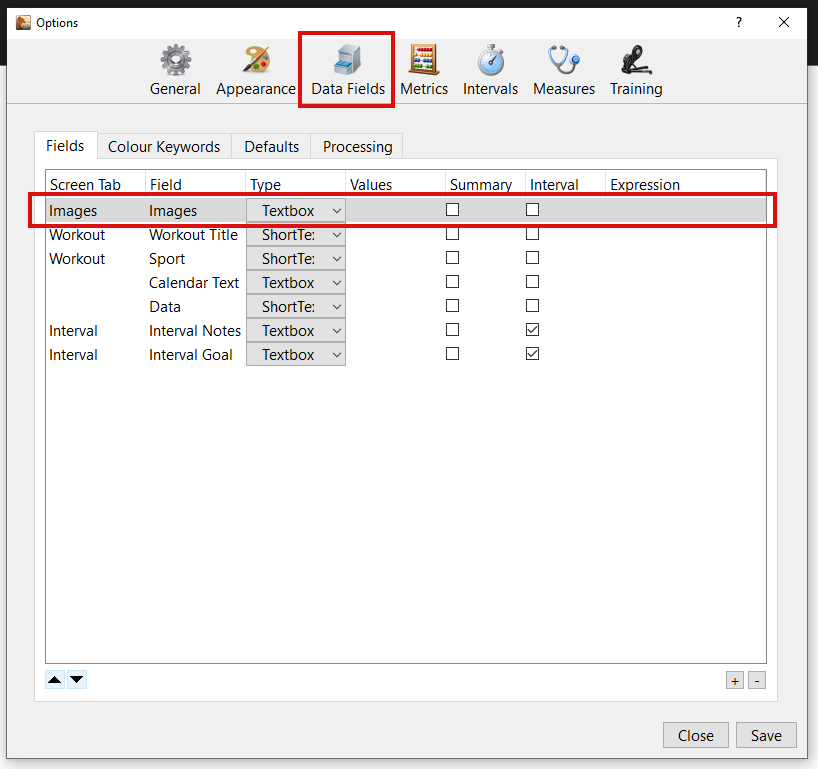 Options ?
General Appearance Data Fields Metrics Intervals Measures Training
Fields Colour Keywords Defaults Processing
Screen Tab Field Type Values Summary Interval Expression
Images Images Textbox
Workout Workout Title ShortTe:
Workout Sport ShortTe:
Calendar Text Textbox
Data ShortTe:
Interval Interval Notes Textbox
Interval Interval Goal Textbox
+ -
Close Save